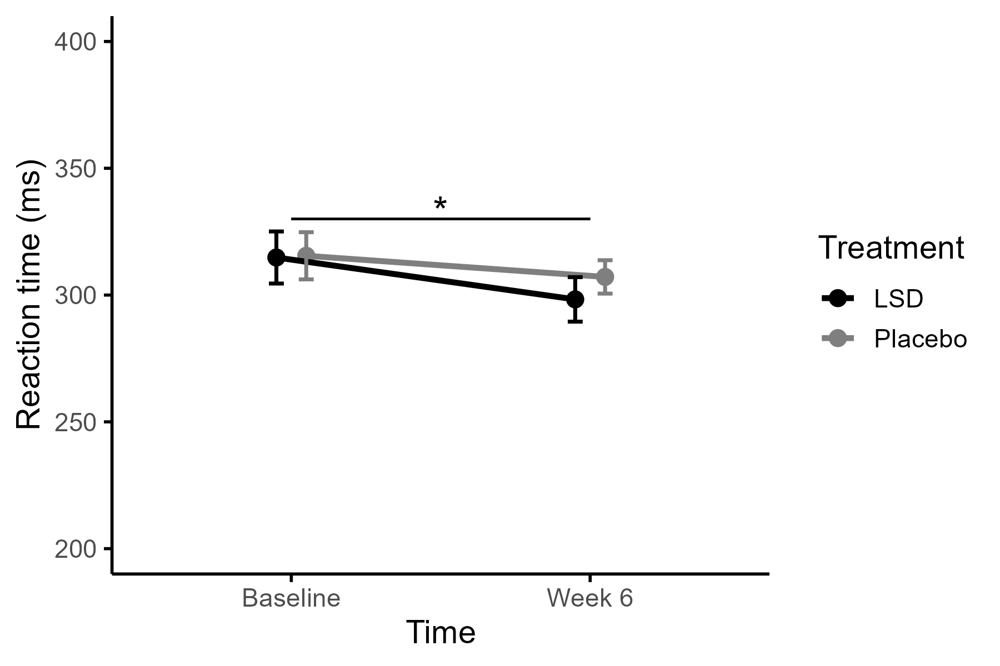 Reaction time (ms)
400
350
300
250
200
*
Baseline
Week 6
Time
Treatment
LSD
Placebo